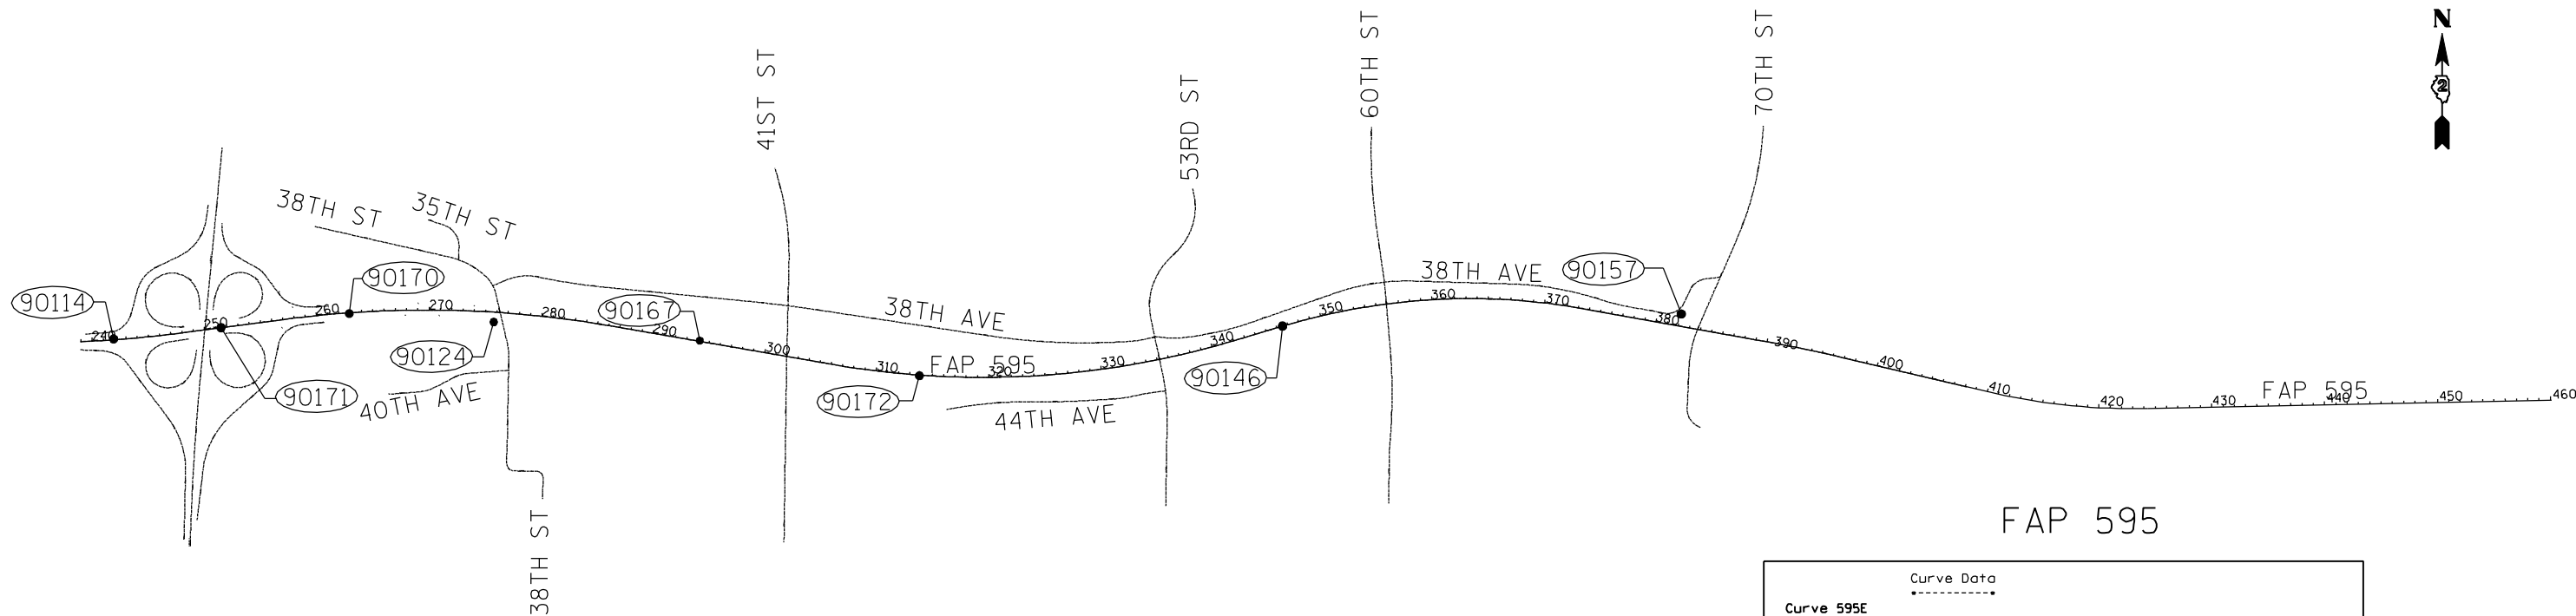 N
2
41ST ST
53RD ST
60TH ST
70TH ST
38TH ST
35TH ST
90114
90170
90167
90124
90171
90172
90146
90157
38TH AVE
38TH AVE
40TH AVE
44TH AVE
38TH ST
FAP 595
FAP 595
240
250
260
270
280
290
300
310
320
330
340
350
360
370
380
390
400
410
420
430
440
450
460
FAP 595
Curve Data
Curve 595E